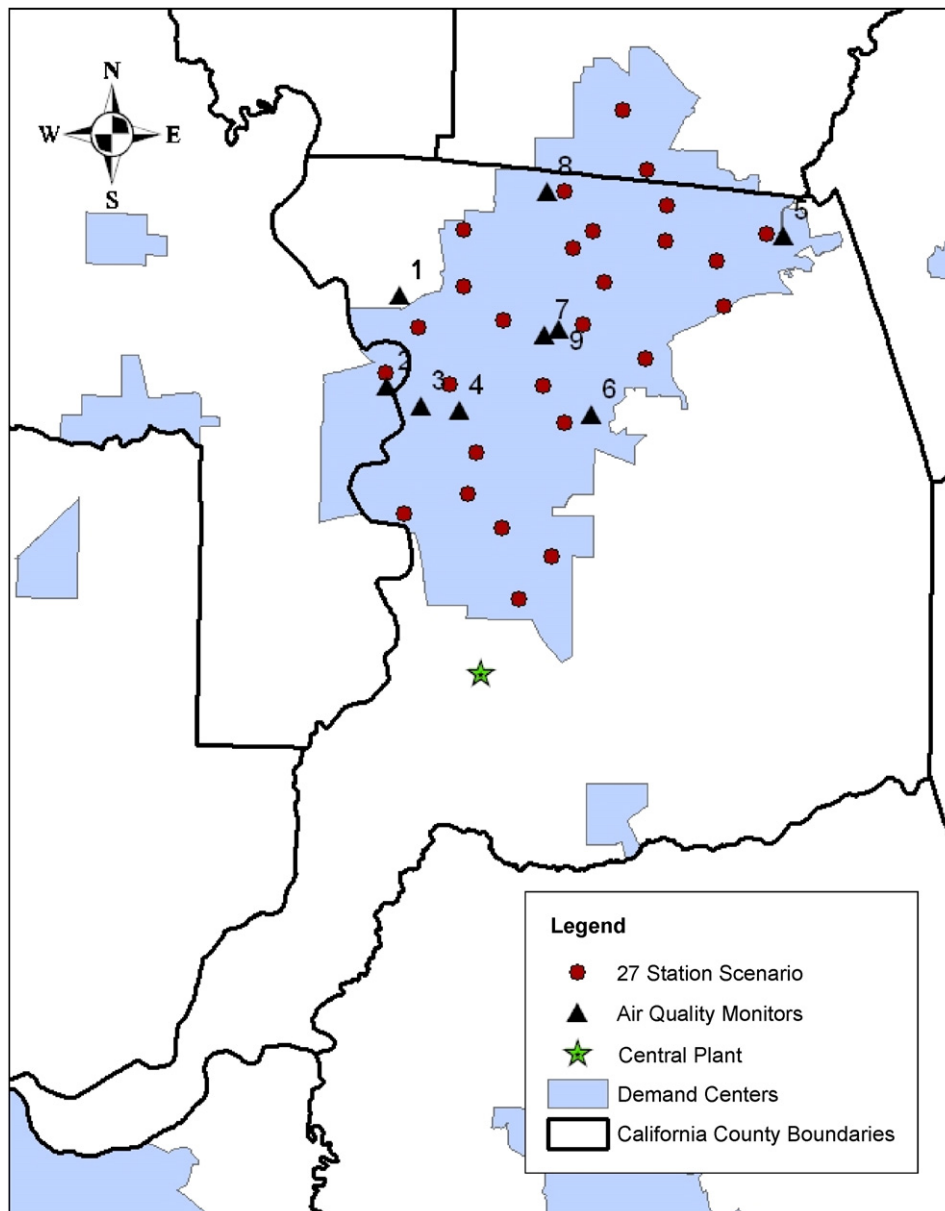 N
W E
S
8
5
1
7
9
2
3
4
6
Legend
27 Station Scenario
Air Quality Monitors
Central Plant
Demand Centers
California County Boundaries